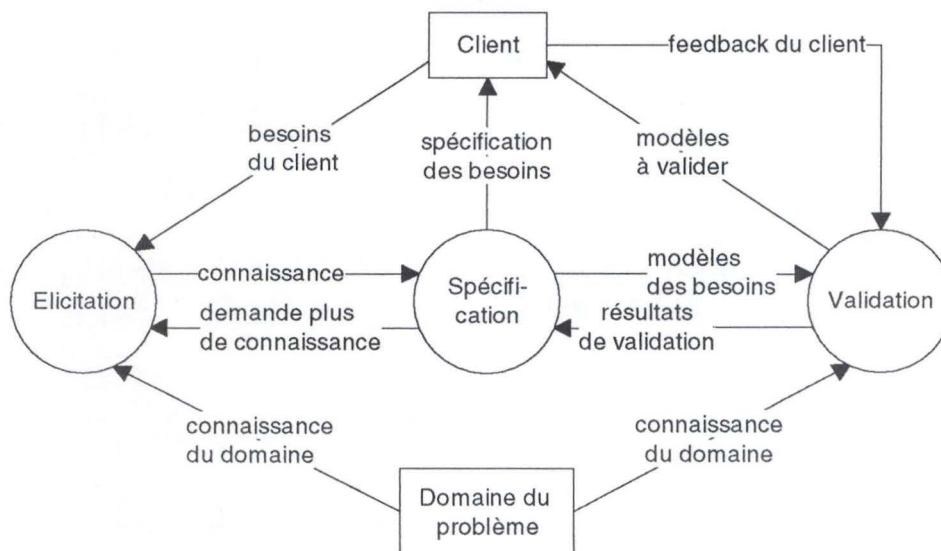 Client
feedback du client
besoins
du client
spécification
des besoins
modèles
à valider
Elicitation
connaissance
demande plus
de connaissance
Spécifi-
cation
modèles
des besoins
résultats
de validation
Validation
connaissance
du domaine
connaissance
du domaine
Domaine du
problème